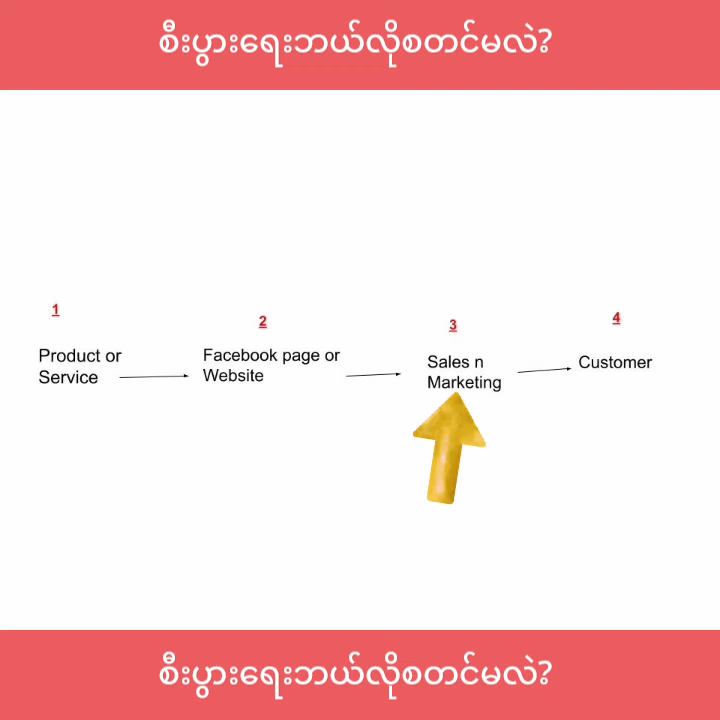 စီးပွားရေးဘယ်လိုစတင်မလဲ?
1
2
3
4
Product or
Service
Facebook page or
Website
Sales n
Marketing
Customer
စီးပွားရေးဘယ်လိုစတင်မလဲ?